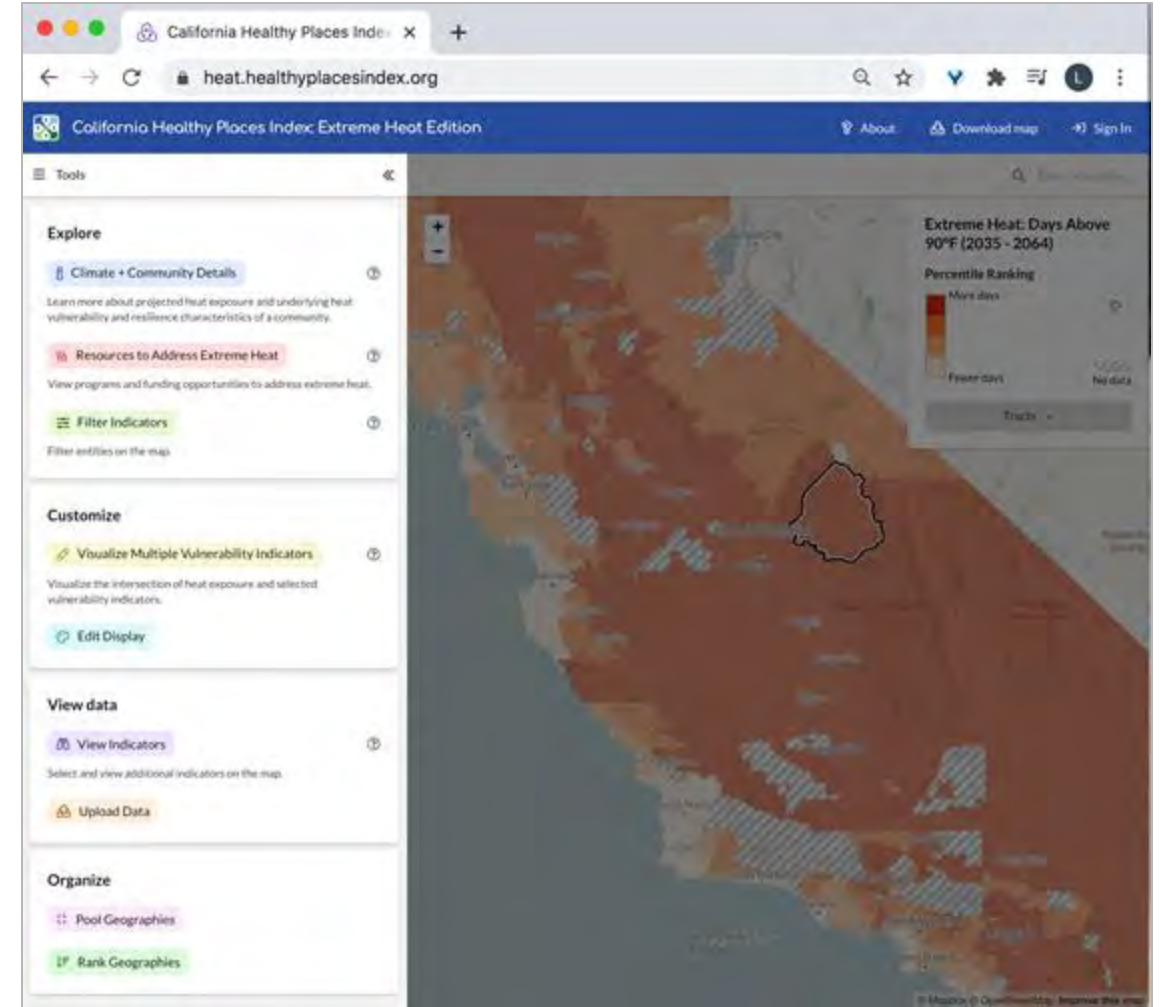 California Healthy Places Inde
heat.healthyplacesindex.org
L
California Healthy Places Index: Extreme Heat Edition
About
Download map
Sign In
Tools
Explore
Climate + Community Details
Learn more about projected heat exposure and underlying heat
vulnerability and resilience characteristics of a community.
Resources to Address Extreme Heat
View programs and funding opportunities to address extreme heat.
Filter Indicators
Filter entities on the map.
Customize
Visualize Multiple Vulnerability Indicators
Visualize the intersection of heat exposure and selected
vulnerability indicators.
Edit Display
View data
View Indicators
Select and view additional indicators on the map.
Upload Data
Organize
Pool Geographies
Rank Geographies
Extreme Heat: Days Above
90°F (2035 - 2064)
Percentile Ranking
More days
Fewer days
No data
Tracts
© Mapbox © OpenStreetMap Improve this map